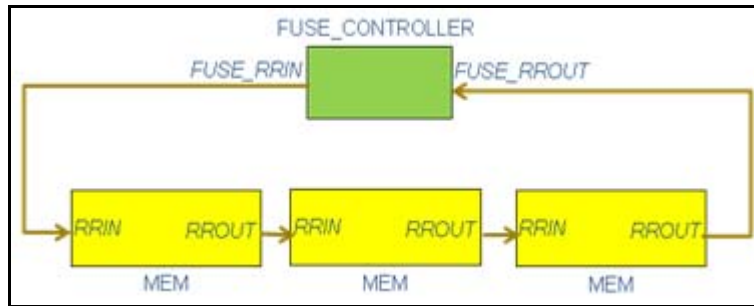 FUSE_CONTROLLER
FUSE_RRIN
FUSE_RROUT
RRIN
RROUT
RRIN
RROUT
RRIN
RROUT
MEM
MEM
MEM